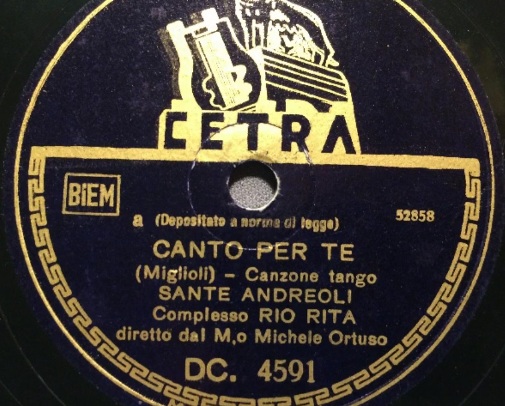 CETRA
BIEM
a (Depositato a norma di legge) 52858
CANTO PER TE
(Miglioli) - Canzone tango
SANTE ANDREOLI
Complesso RIO RITA
diretto dal M,o Michele Ortuso
DC. 4591